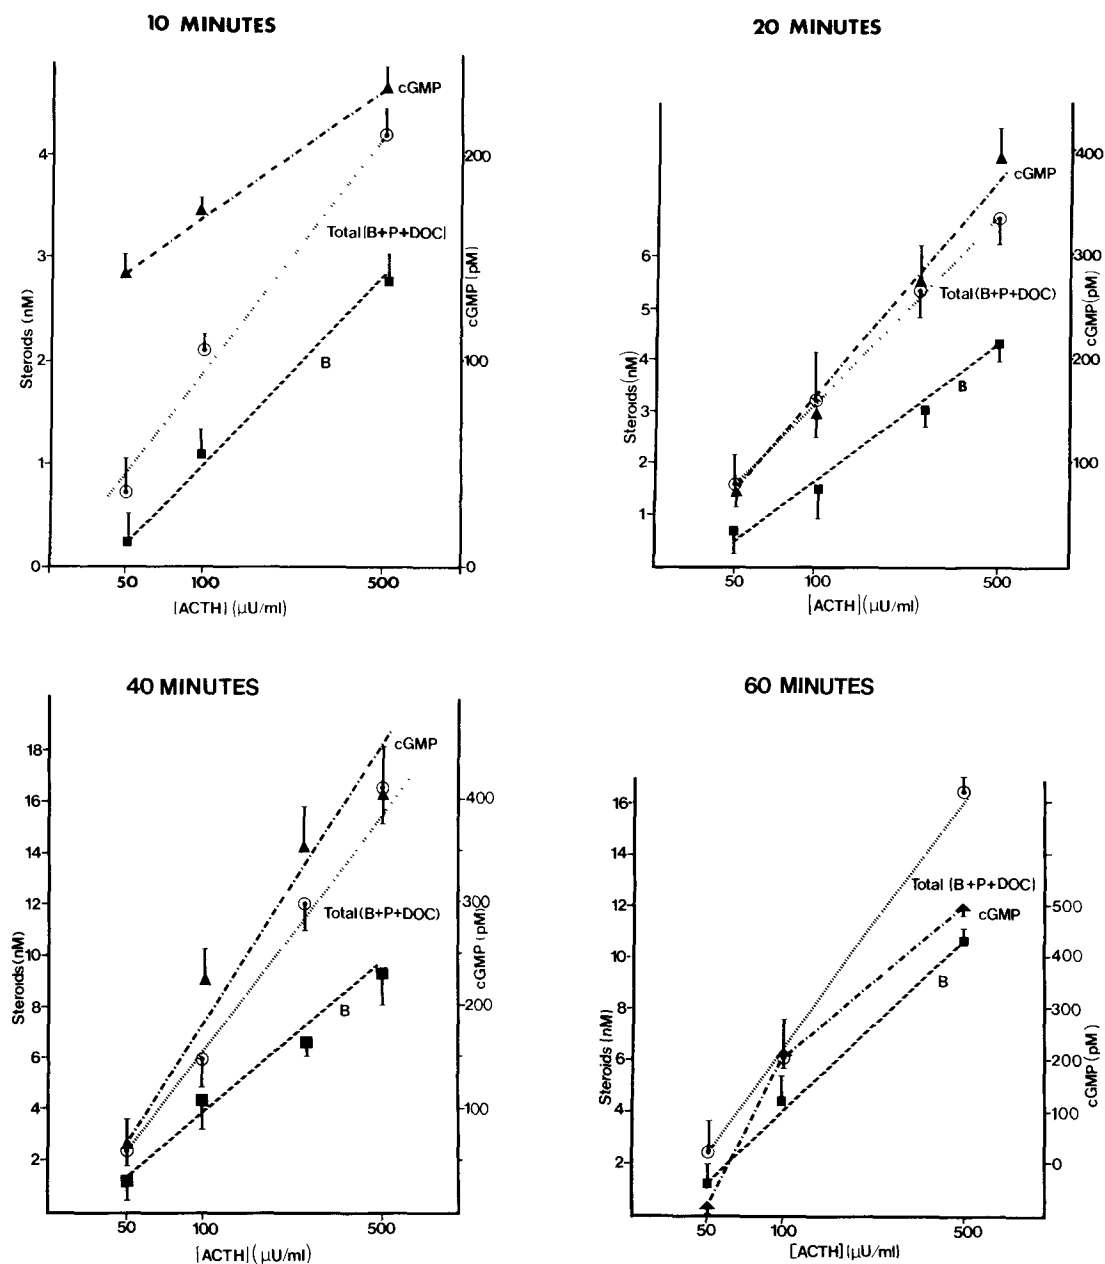 10 MINUTES
cGMP
Total(B+P+DOC)
B
4
3
2
1
0
Steroids (nM)
200
100
0
cGMP (pM)
50 100 500
[ACTH] (µU/ml)
20 MINUTES
cGMP
Total(B+P+DOC)
B
6
5
4
3
2
1
Steroids (nM)
400
300
200
100
cGMP(pM)
50 100 500
[ACTH](µU/ml)
40 MINUTES
cGMP
Total(B+P+DOC)
B
18
16
14
12
10
8
6
4
2
Steroids(nM)
400
300
200
100
cGMP (pM)
50 100 500
[ACTH](µU/ml)
60 MINUTES
Total (B+P+DOC)
cGMP
B
16
14
12
10
8
6
4
2
Steroids (nM)
500
400
300
200
100
0
cGMP (pM)
50 100 500
[ACTH](µU/ml)